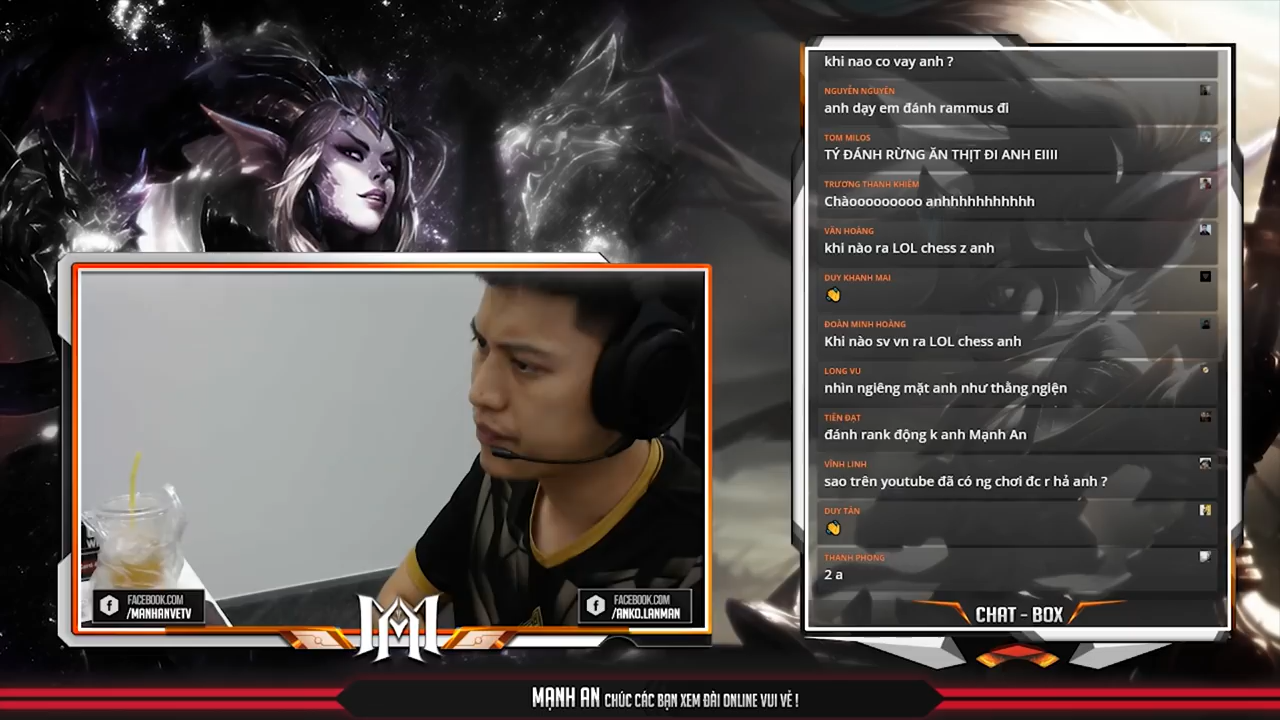 khi nao co vay anh ?
NGUYỄN NGUYÊN
anh dạy em đánh rammus đi
TOM MILOS
TÝ ĐÁNH RỪNG ĂN THỊT ĐI ANH EIIII
TRƯƠNG THANH KHIÊM
Chàooooooooo anhhhhhhhhhhh
VĂN HOÀNG
khi nào ra LOL chess z anh
DUY KHANH MAI
ĐOÀN MINH HOÀNG
Khi nào sv vn ra LOL chess anh
LONG VU
nhìn ngiêng mặt anh như thằng ngiện
TIẾN ĐẠT
đánh rank động k anh Mạnh An
VĨNH LINH
sao trên youtube đã có ng chơi đc r hả anh ?
DUY TÂN
THANH PHONG
2 a
CHAT - BOX
FACEBOOK.COM
/MANHANVETV
FACEBOOK.COM
/ANKO.LANMAN
MẠNH AN CHÚC CÁC BẠN XEM ĐÀI ONLINE VUI VẺ !